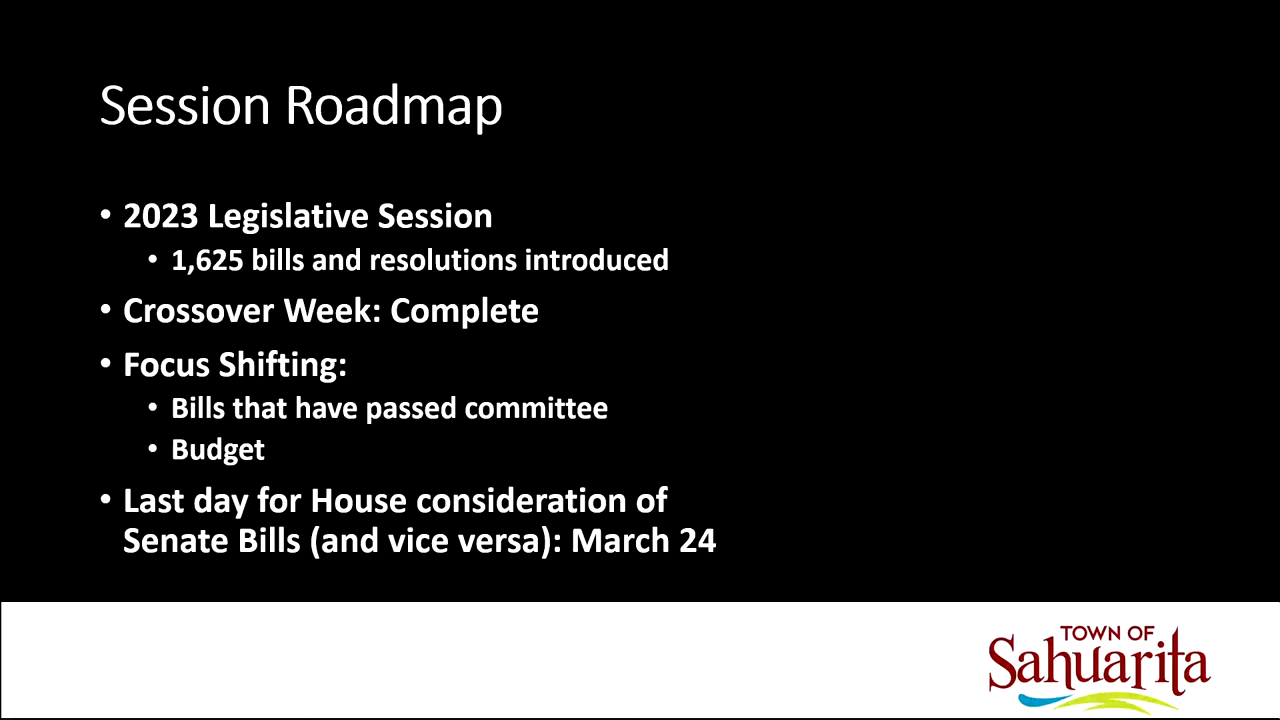 Session Roadmap
• 2023 Legislative Session
• 1,625 bills and resolutions introduced
• Crossover Week: Complete
• Focus Shifting:
• Bills that have passed committee
• Budget
• Last day for House consideration of
Senate Bills (and vice versa): March 24
TOWN OF
Sahuarita